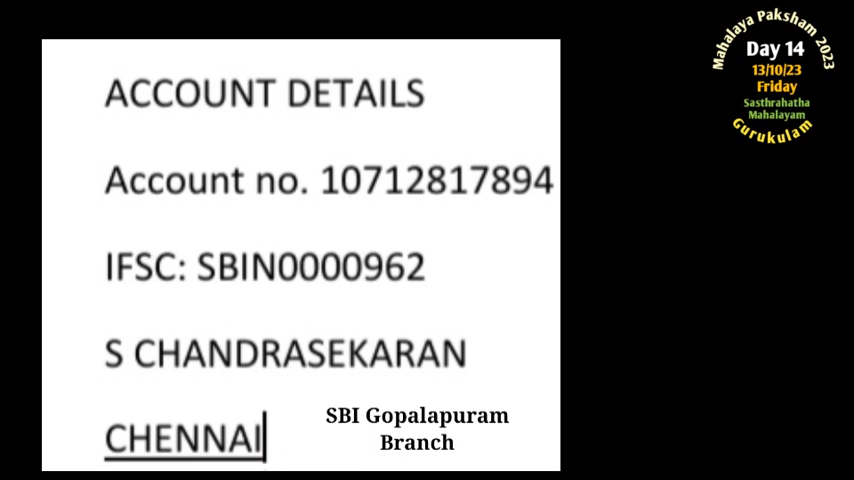 ACCOUNT DETAILS
Account no. 10712817894
IFSC: SBIN0000962
S CHANDRASEKARAN
CHENNAI
SBI Gopalapuram
Branch
Mahalaya Paksham 2023
Day 14
13/10/23
Friday
Sasthrahatha
Mahalayam
Gurukulam